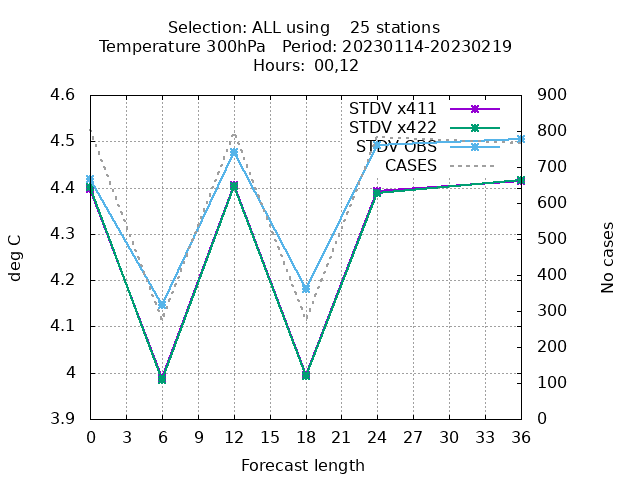 Selection: ALL using    25 stations
Temperature 300hPa   Period: 20230114-20230219
Hours:  00,12
STDV x411
STDV x422
STDV OBS
CASES
4.6
4.5
4.4
4.3
4.2
4.1
4
3.9
900
800
700
600
500
400
300
200
100
0
deg C
No cases
0 3 6 9 12 15 18 21 24 27 30 33 36
Forecast length